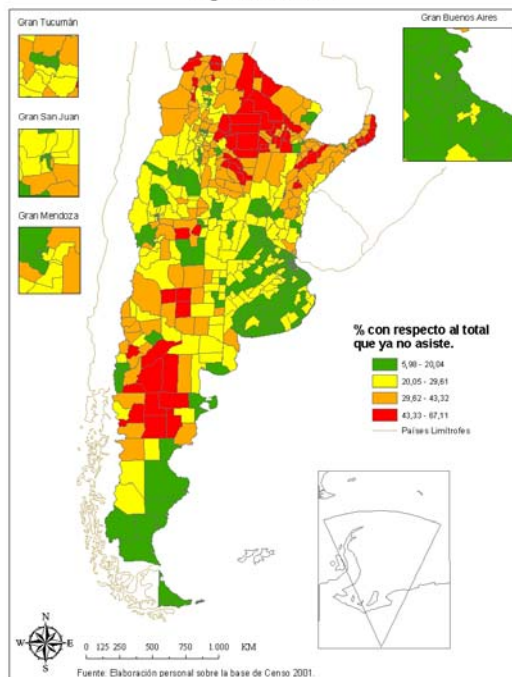 Gran Tucumán
Gran Buenos Aires
Gran San Juan
Gran Mendoza
% con respecto al total
que ya no asiste.
5,98 - 20,04
20,05 - 29,61
29,62 - 43,32
43,33 - 67,11
Países Limítrofes
N
W E
S
0 125 250 500 750 1.000 KM
Fuente: Elaboración personal sobre la base de Censo 2001.